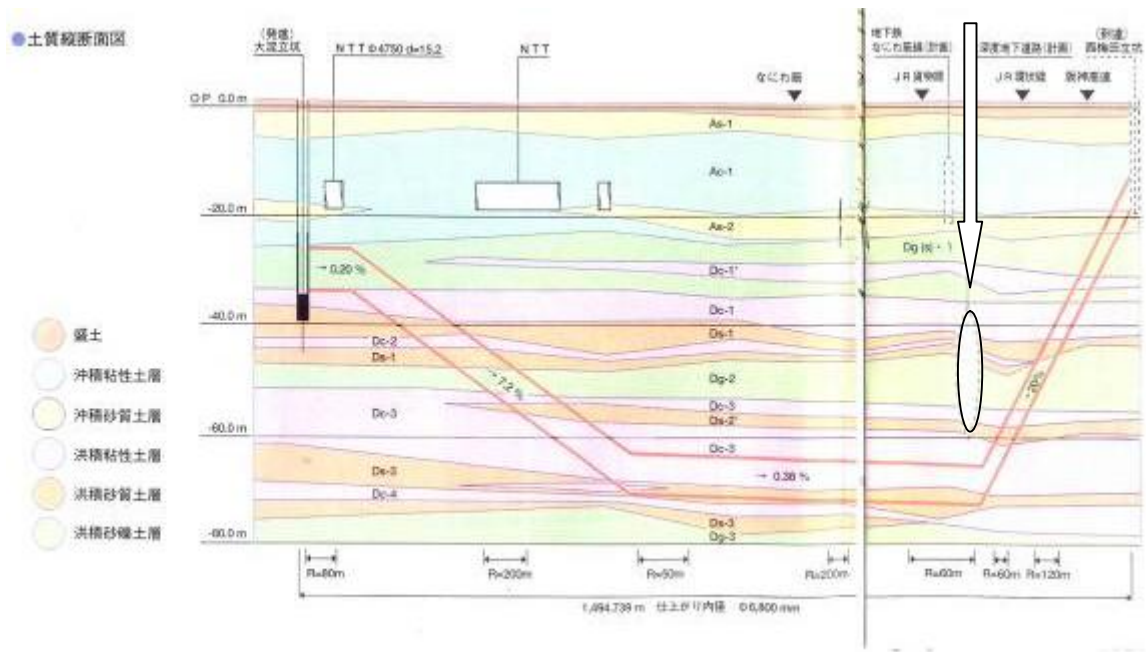 ●土質縦断面図
(発進)
大淀立坑
NTTΦ4750 d=15.2
NTT
なにわ筋
地下鉄
なにわ筋線(計画)
JR貨物線
深度地下道路(計画)
JR環状線
阪神高速
(到達)
西梅田立坑
OP 0.0m
-20.0m
-40.0m
-60.0m
-80.0m
As-1
Ac-1
As-2
Dg(s)-1
Dc-1'
Dc-1
Ds-1
Dc-2
Ds-1
Dg-2
Dc-3
Dc-3
Ds-2'
Dc-3
Ds-3
Dc-4
Ds-3
Dg-3
→ 0.20 %
→ 7.2 %
→ 0.38 %
盛土
沖積粘性土層
沖積砂質土層
洪積粘性土層
洪積砂質土層
洪積砂礫土層
R=80m
R=200m
R=50m
R=200m
R=60m
R=60m
R=120m
1,494.739m 仕上がり内径 Φ6,800mm